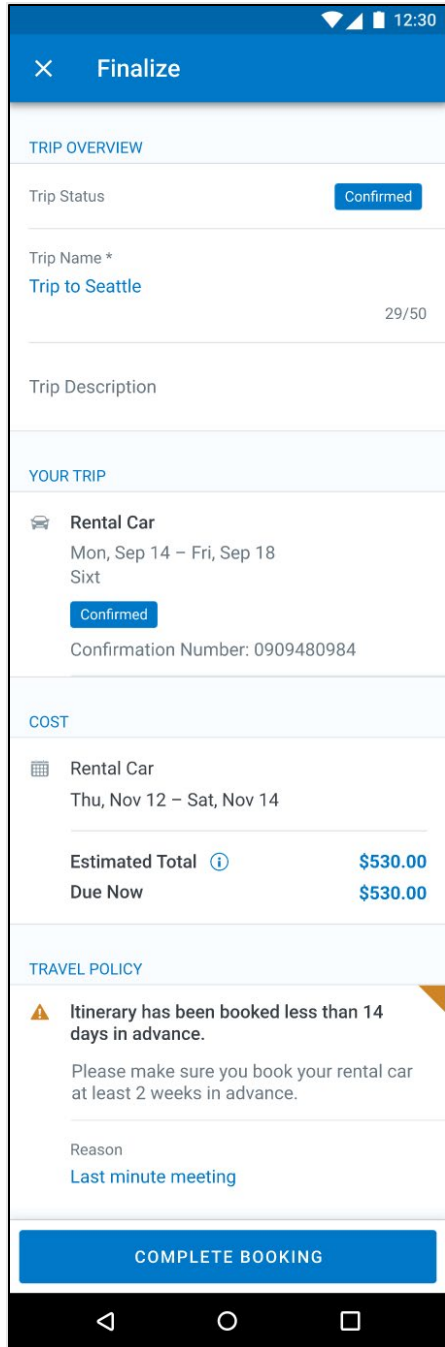 12:30
Finalize
TRIP OVERVIEW
Trip Status
Confirmed
Trip Name *
Trip to Seattle
29/50
Trip Description
YOUR TRIP
Rental Car
Mon, Sep 14 – Fri, Sep 18
Sixt
Confirmed
Confirmation Number: 0909480984
COST
Rental Car
Thu, Nov 12 – Sat, Nov 14
Estimated Total $530.00
Due Now $530.00
TRAVEL POLICY
Itinerary has been booked less than 14
days in advance.
Please make sure you book your rental car
at least 2 weeks in advance.
Reason
Last minute meeting
COMPLETE BOOKING